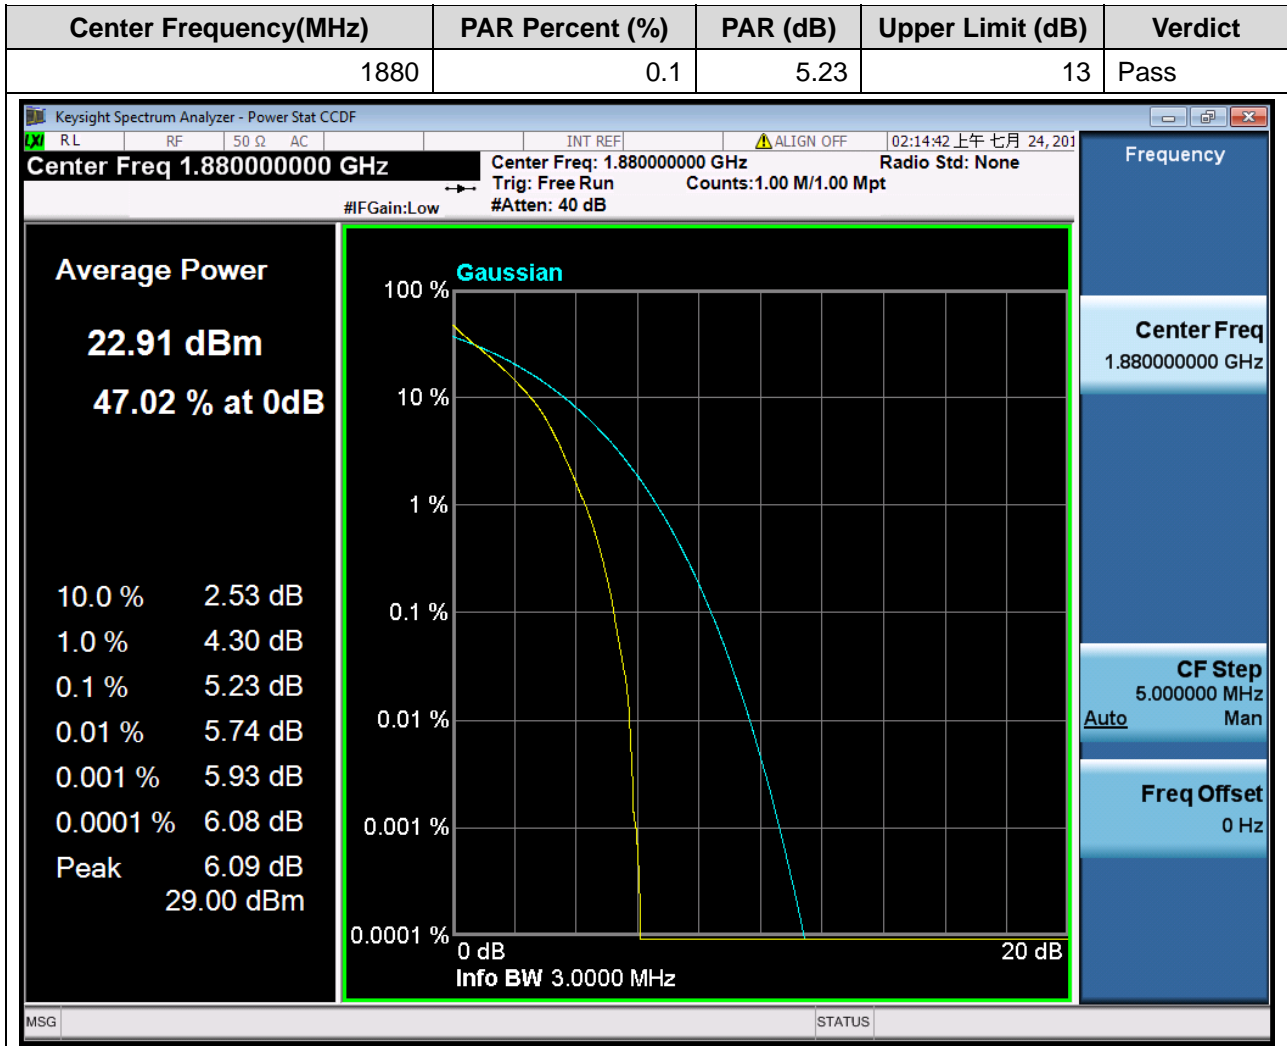 Center Frequency(MHz) PAR Percent (%) PAR (dB) Upper Limit (dB) Verdict
1880 0.1 5.23 13 Pass
Keysight Spectrum Analyzer - Power Stat CCDF
LXI RL RF 50 Ω AC INT REF ALIGN OFF 02:14:42 上午 七月 24, 201
Center Freq 1.880000000 GHz
Center Freq: 1.880000000 GHz Radio Std: None
Trig: Free Run Counts:1.00 M/1.00 Mpt
#IFGain:Low #Atten: 40 dB
Average Power
22.91 dBm
47.02 % at 0dB
10.0 % 2.53 dB
1.0 % 4.30 dB
0.1 % 5.23 dB
0.01 % 5.74 dB
0.001 % 5.93 dB
0.0001 % 6.08 dB
Peak 6.09 dB
29.00 dBm
Gaussian
100 %
10 %
1 %
0.1 %
0.01 %
0.001 %
0.0001 %
0 dB 20 dB
Info BW 3.0000 MHz
Frequency
Center Freq
1.880000000 GHz
CF Step
5.000000 MHz
Auto Man
Freq Offset
0 Hz
MSG STATUS